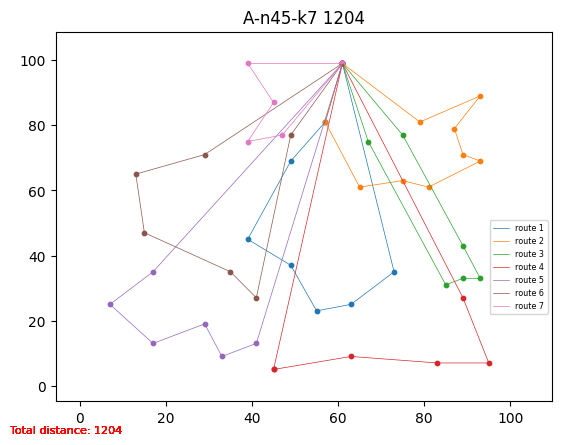 A-n45-k7 1204
100
80
60
40
20
0
route 1
route 2
route 3
route 4
route 5
route 6
route 7
0 20 40 60 80 100
Total distance: 1204